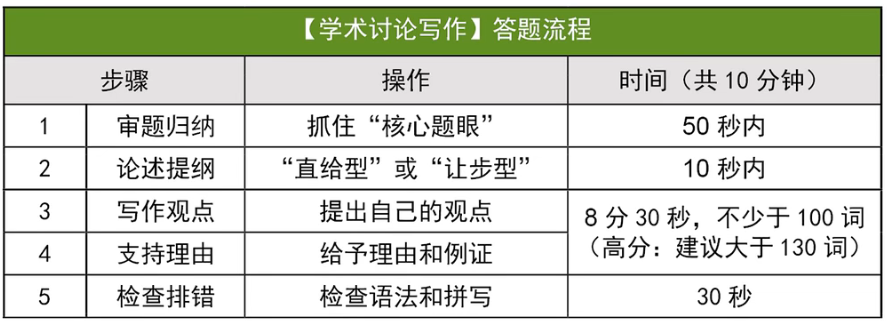 【学术讨论写作】答题流程
步骤 操作 时间（共 10 分钟）
1 审题归纳 抓住“核心题眼” 50 秒内
2 论述提纲 “直给型”或“让步型” 10 秒内
3 写作观点 提出自己的观点 8 分 30 秒，不少于 100 词
4 支持理由 给予理由和例证 （高分：建议大于 130 词）
5 检查排错 检查语法和拼写 30 秒